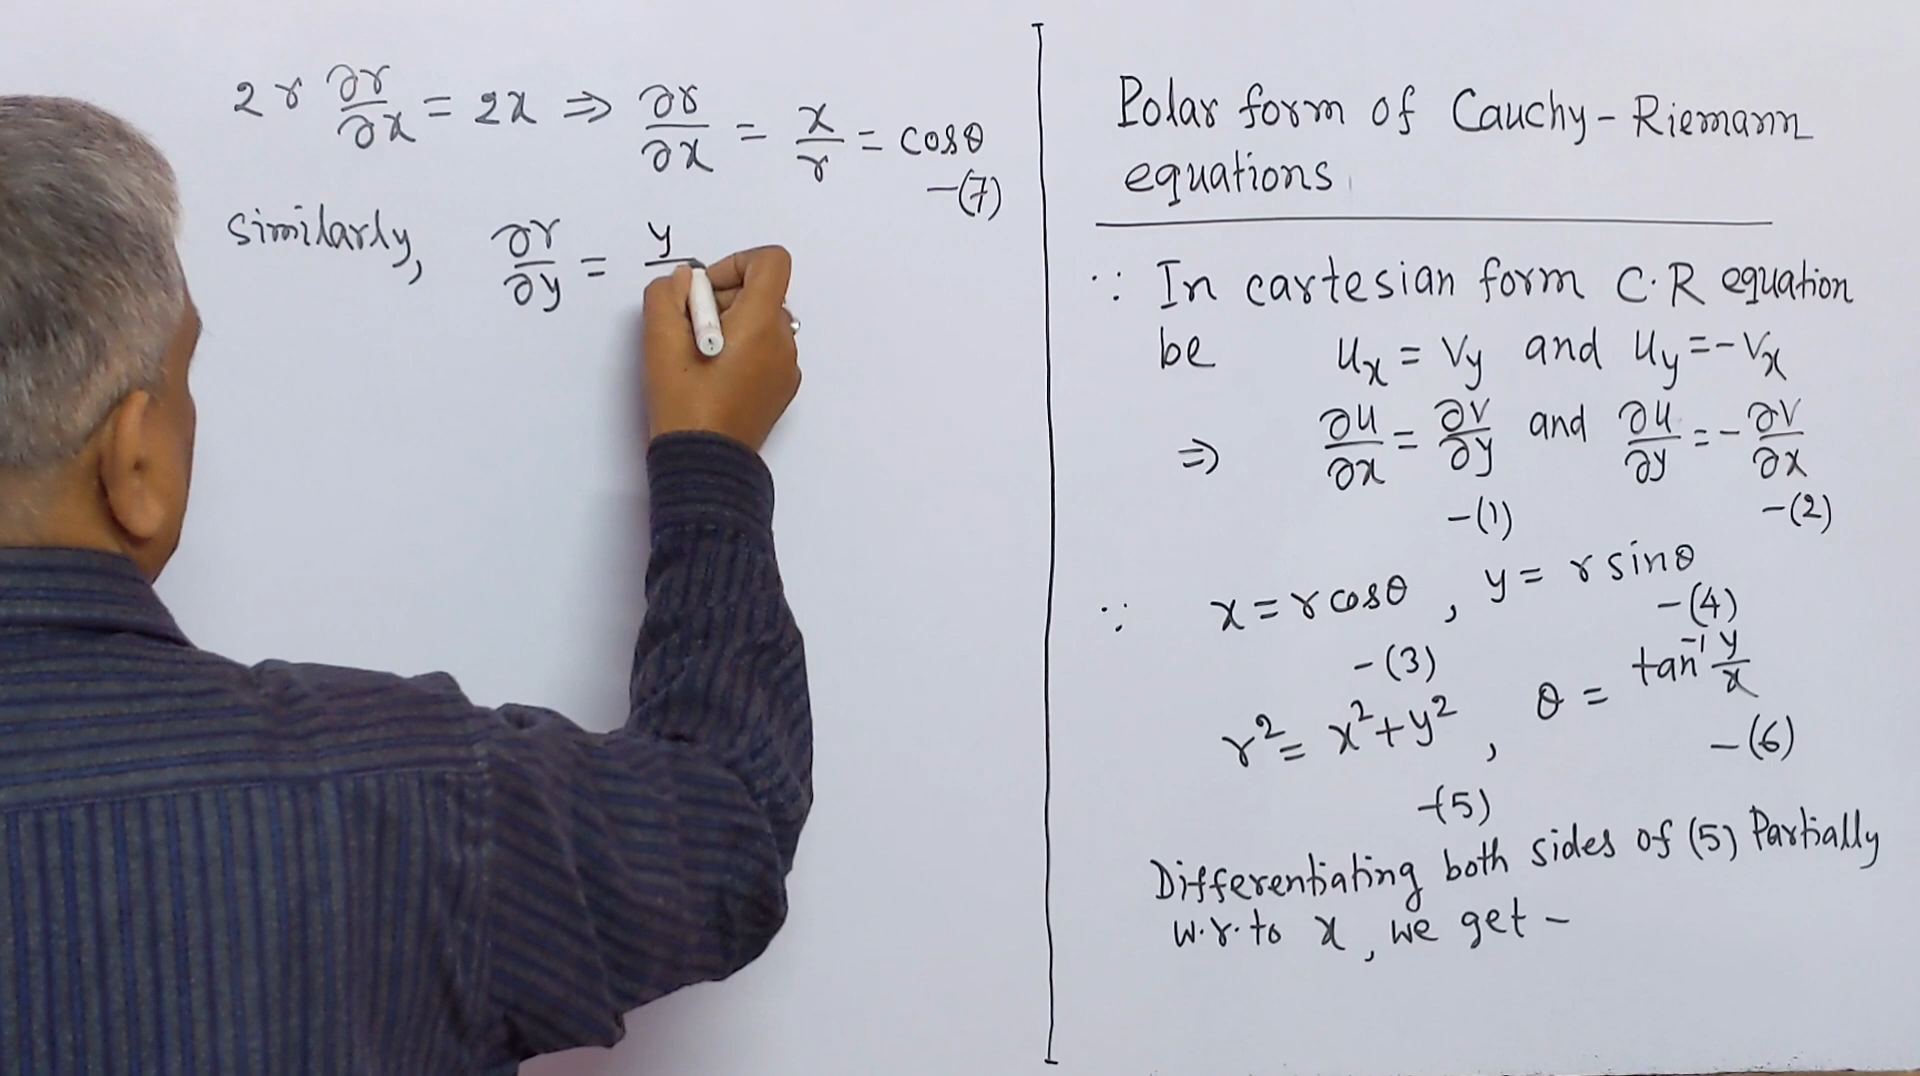 2r ∂r/∂x = 2x ⇒ ∂r/∂x = x/r = cosθ
-(7)
similarly, ∂r/∂y = y
Polar form of Cauchy-Riemann
equations
∵ In cartesian form C.R equation
be uₓ = Vy and uy = -Vₓ
⇒ ∂u/∂x = ∂v/∂y and ∂u/∂y = -∂v/∂x
-(1) -(2)
∵ x = r cosθ , y = r sinθ
-(3) -(4)
r² = x² + y² , θ = tan⁻¹ y/x
-(5) -(6)
Differentiating both sides of (5) Partially
w.r.to x, we get -